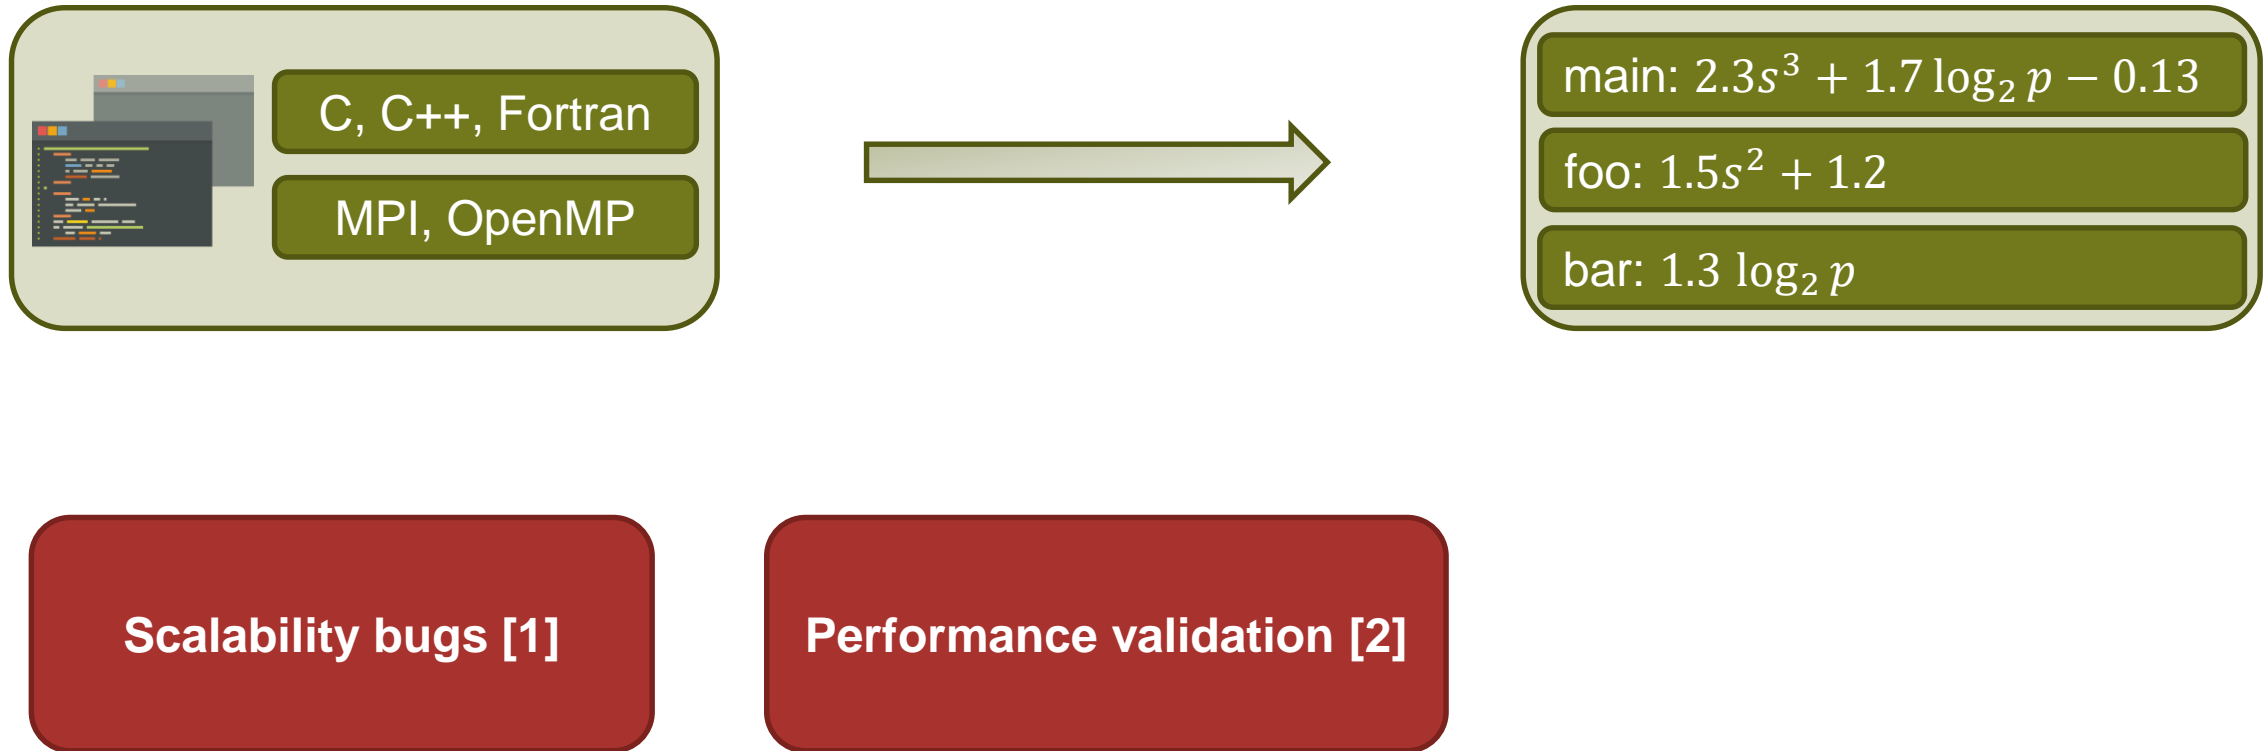 C, C++, Fortran
MPI, OpenMP
main: 2.3s³ + 1.7 log₂ p − 0.13
foo: 1.5s² + 1.2
bar: 1.3 log₂ p
Scalability bugs [1]
Performance validation [2]